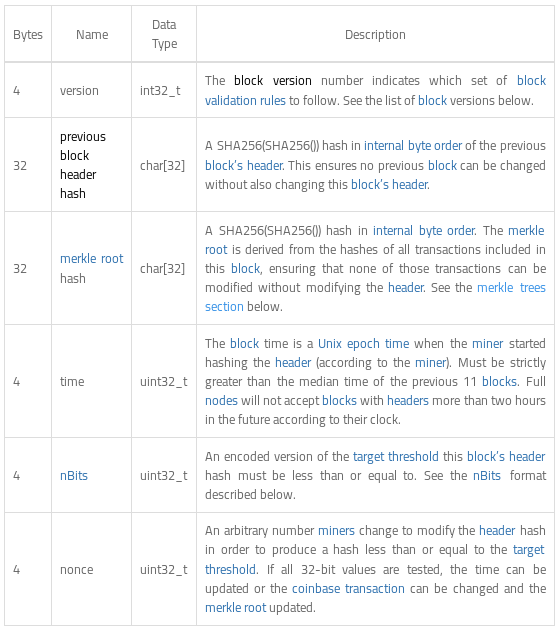 Bytes
Name
Data
Type
Description
4
version
int32_t
The block version number indicates which set of block
validation rules to follow. See the list of block versions below.
32
previous
block
header
hash
char[32]
A SHA256(SHA256()) hash in internal byte order of the previous
block's header. This ensures no previous block can be changed
without also changing this block's header.
32
merkle root
hash
char[32]
A SHA256(SHA256()) hash in internal byte order. The merkle
root is derived from the hashes of all transactions included in
this block, ensuring that none of those transactions can be
modified without modifying the header. See the merkle trees
section below.
4
time
uint32_t
The block time is a Unix epoch time when the miner started
hashing the header (according to the miner). Must be strictly
greater than the median time of the previous 11 blocks. Full
nodes will not accept blocks with headers more than two hours
in the future according to their clock.
4
nBits
uint32_t
An encoded version of the target threshold this block's header
hash must be less than or equal to. See the nBits format
described below.
4
nonce
uint32_t
An arbitrary number miners change to modify the header hash
in order to produce a hash less than or equal to the target
threshold. If all 32-bit values are tested, the time can be
updated or the coinbase transaction can be changed and the
merkle root updated.